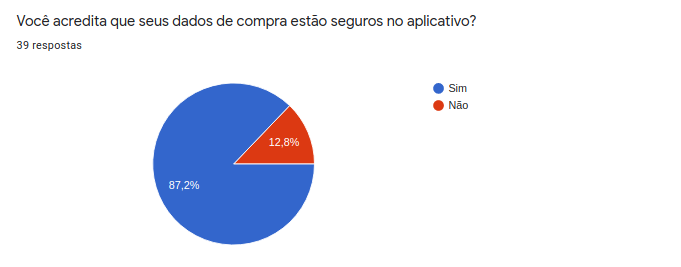 Você acredita que seus dados de compra estão seguros no aplicativo?
39 respostas
Sim
Não
12,8%
87,2%